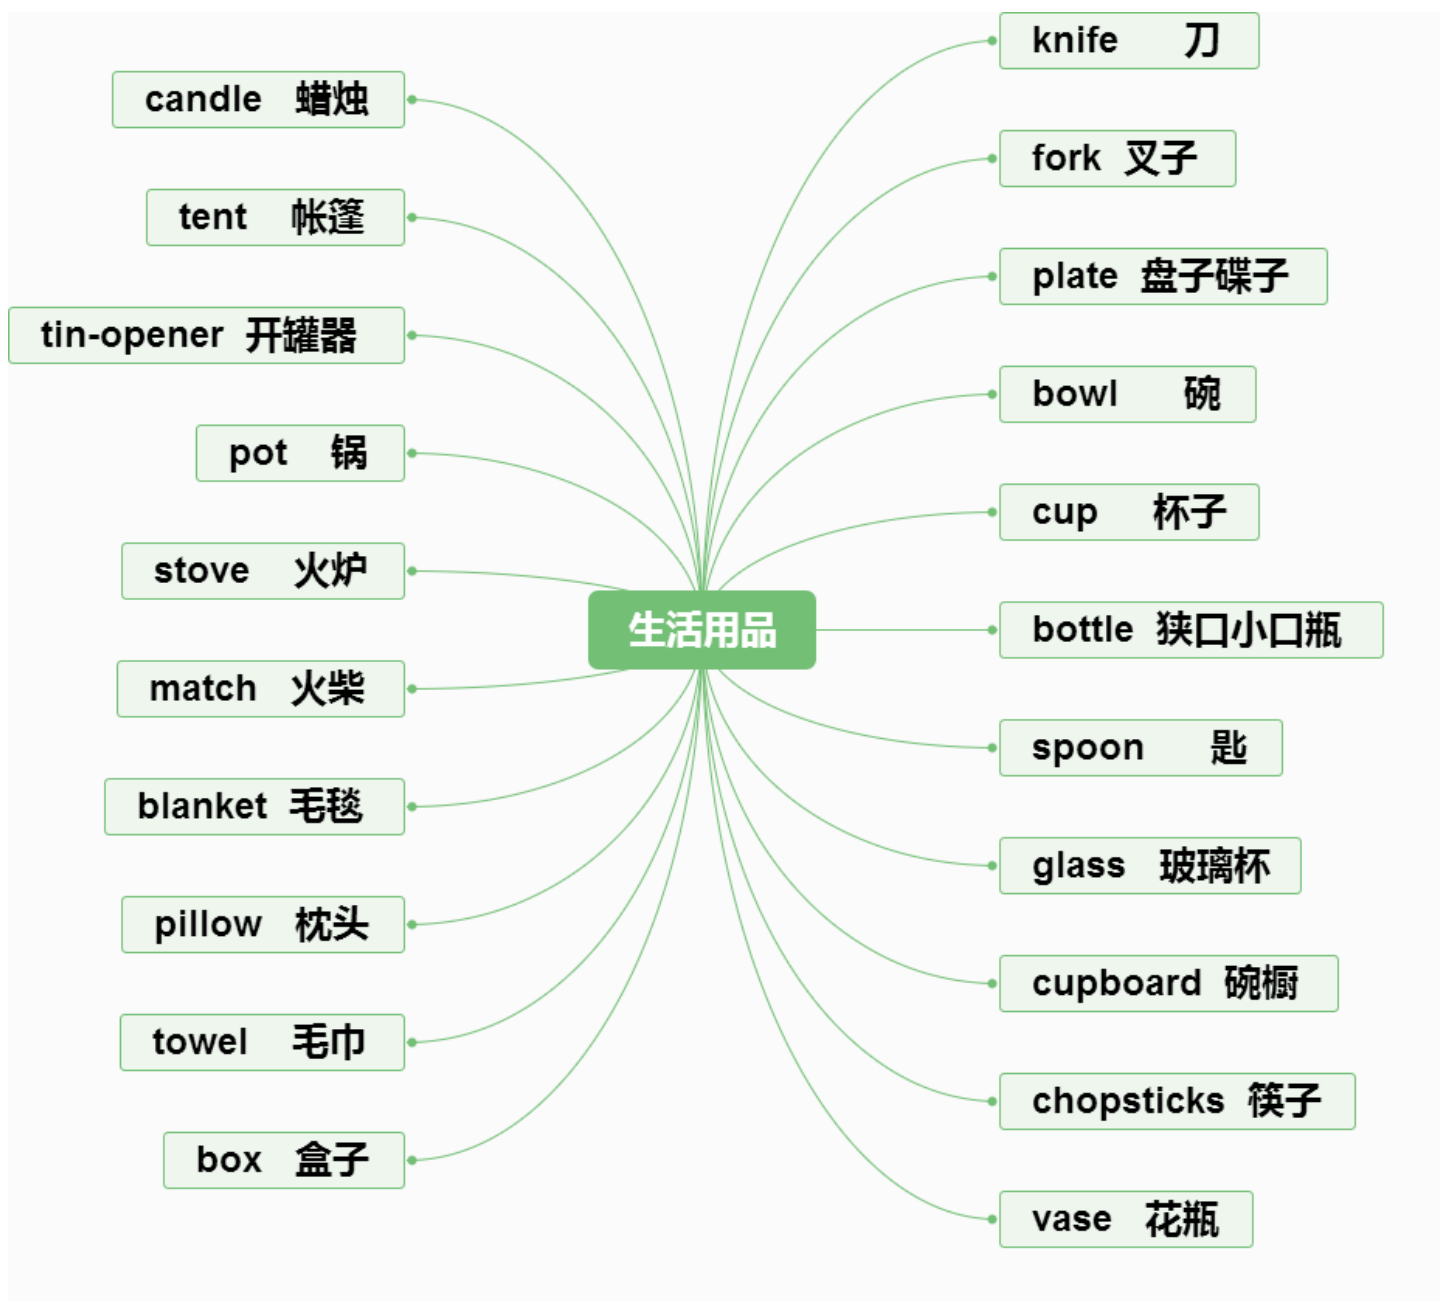 生活用品
knife 刀
fork 叉子
plate 盘子碟子
bowl 碗
cup 杯子
bottle 狭口小口瓶
spoon 匙
glass 玻璃杯
cupboard 碗橱
chopsticks 筷子
vase 花瓶
candle 蜡烛
tent 帐篷
tin-opener 开罐器
pot 锅
stove 火炉
match 火柴
blanket 毛毯
pillow 枕头
towel 毛巾
box 盒子